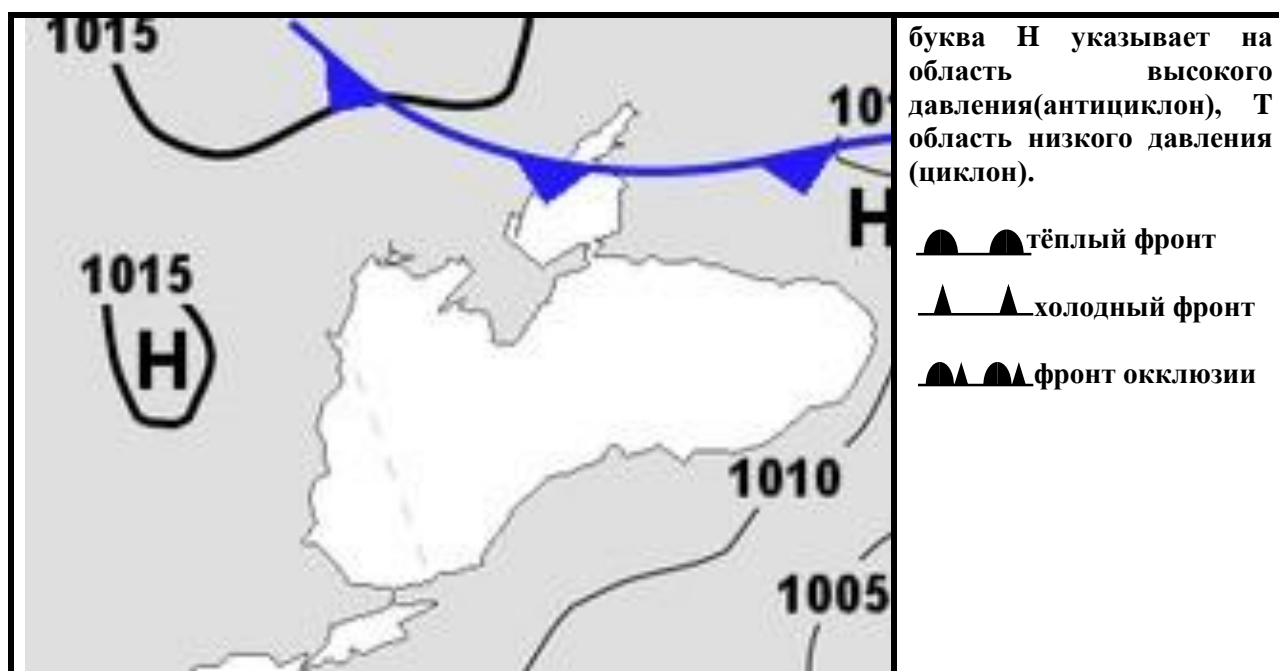 1015
101
H
1015
H
1010
1005
буква Н указывает на
область высокого
давления(антициклон), Т
область низкого давления
(циклон).
тёплый фронт
холодный фронт
фронт окклюзии